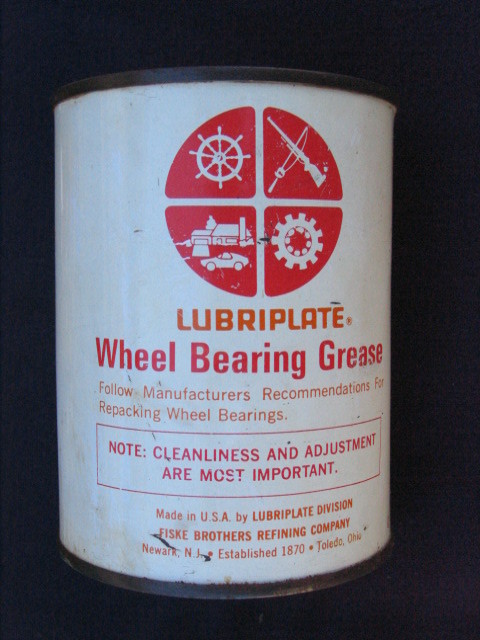 LUBRIPLATE®
Wheel Bearing Grease
Follow Manufacturers Recommendations For
Repacking Wheel Bearings.
NOTE: CLEANLINESS AND ADJUSTMENT
ARE MOST IMPORTANT.
Made in U.S.A. by LUBRIPLATE DIVISION
FISKE BROTHERS REFINING COMPANY
Newark, N.J. • Established 1870 • Toledo, Ohio